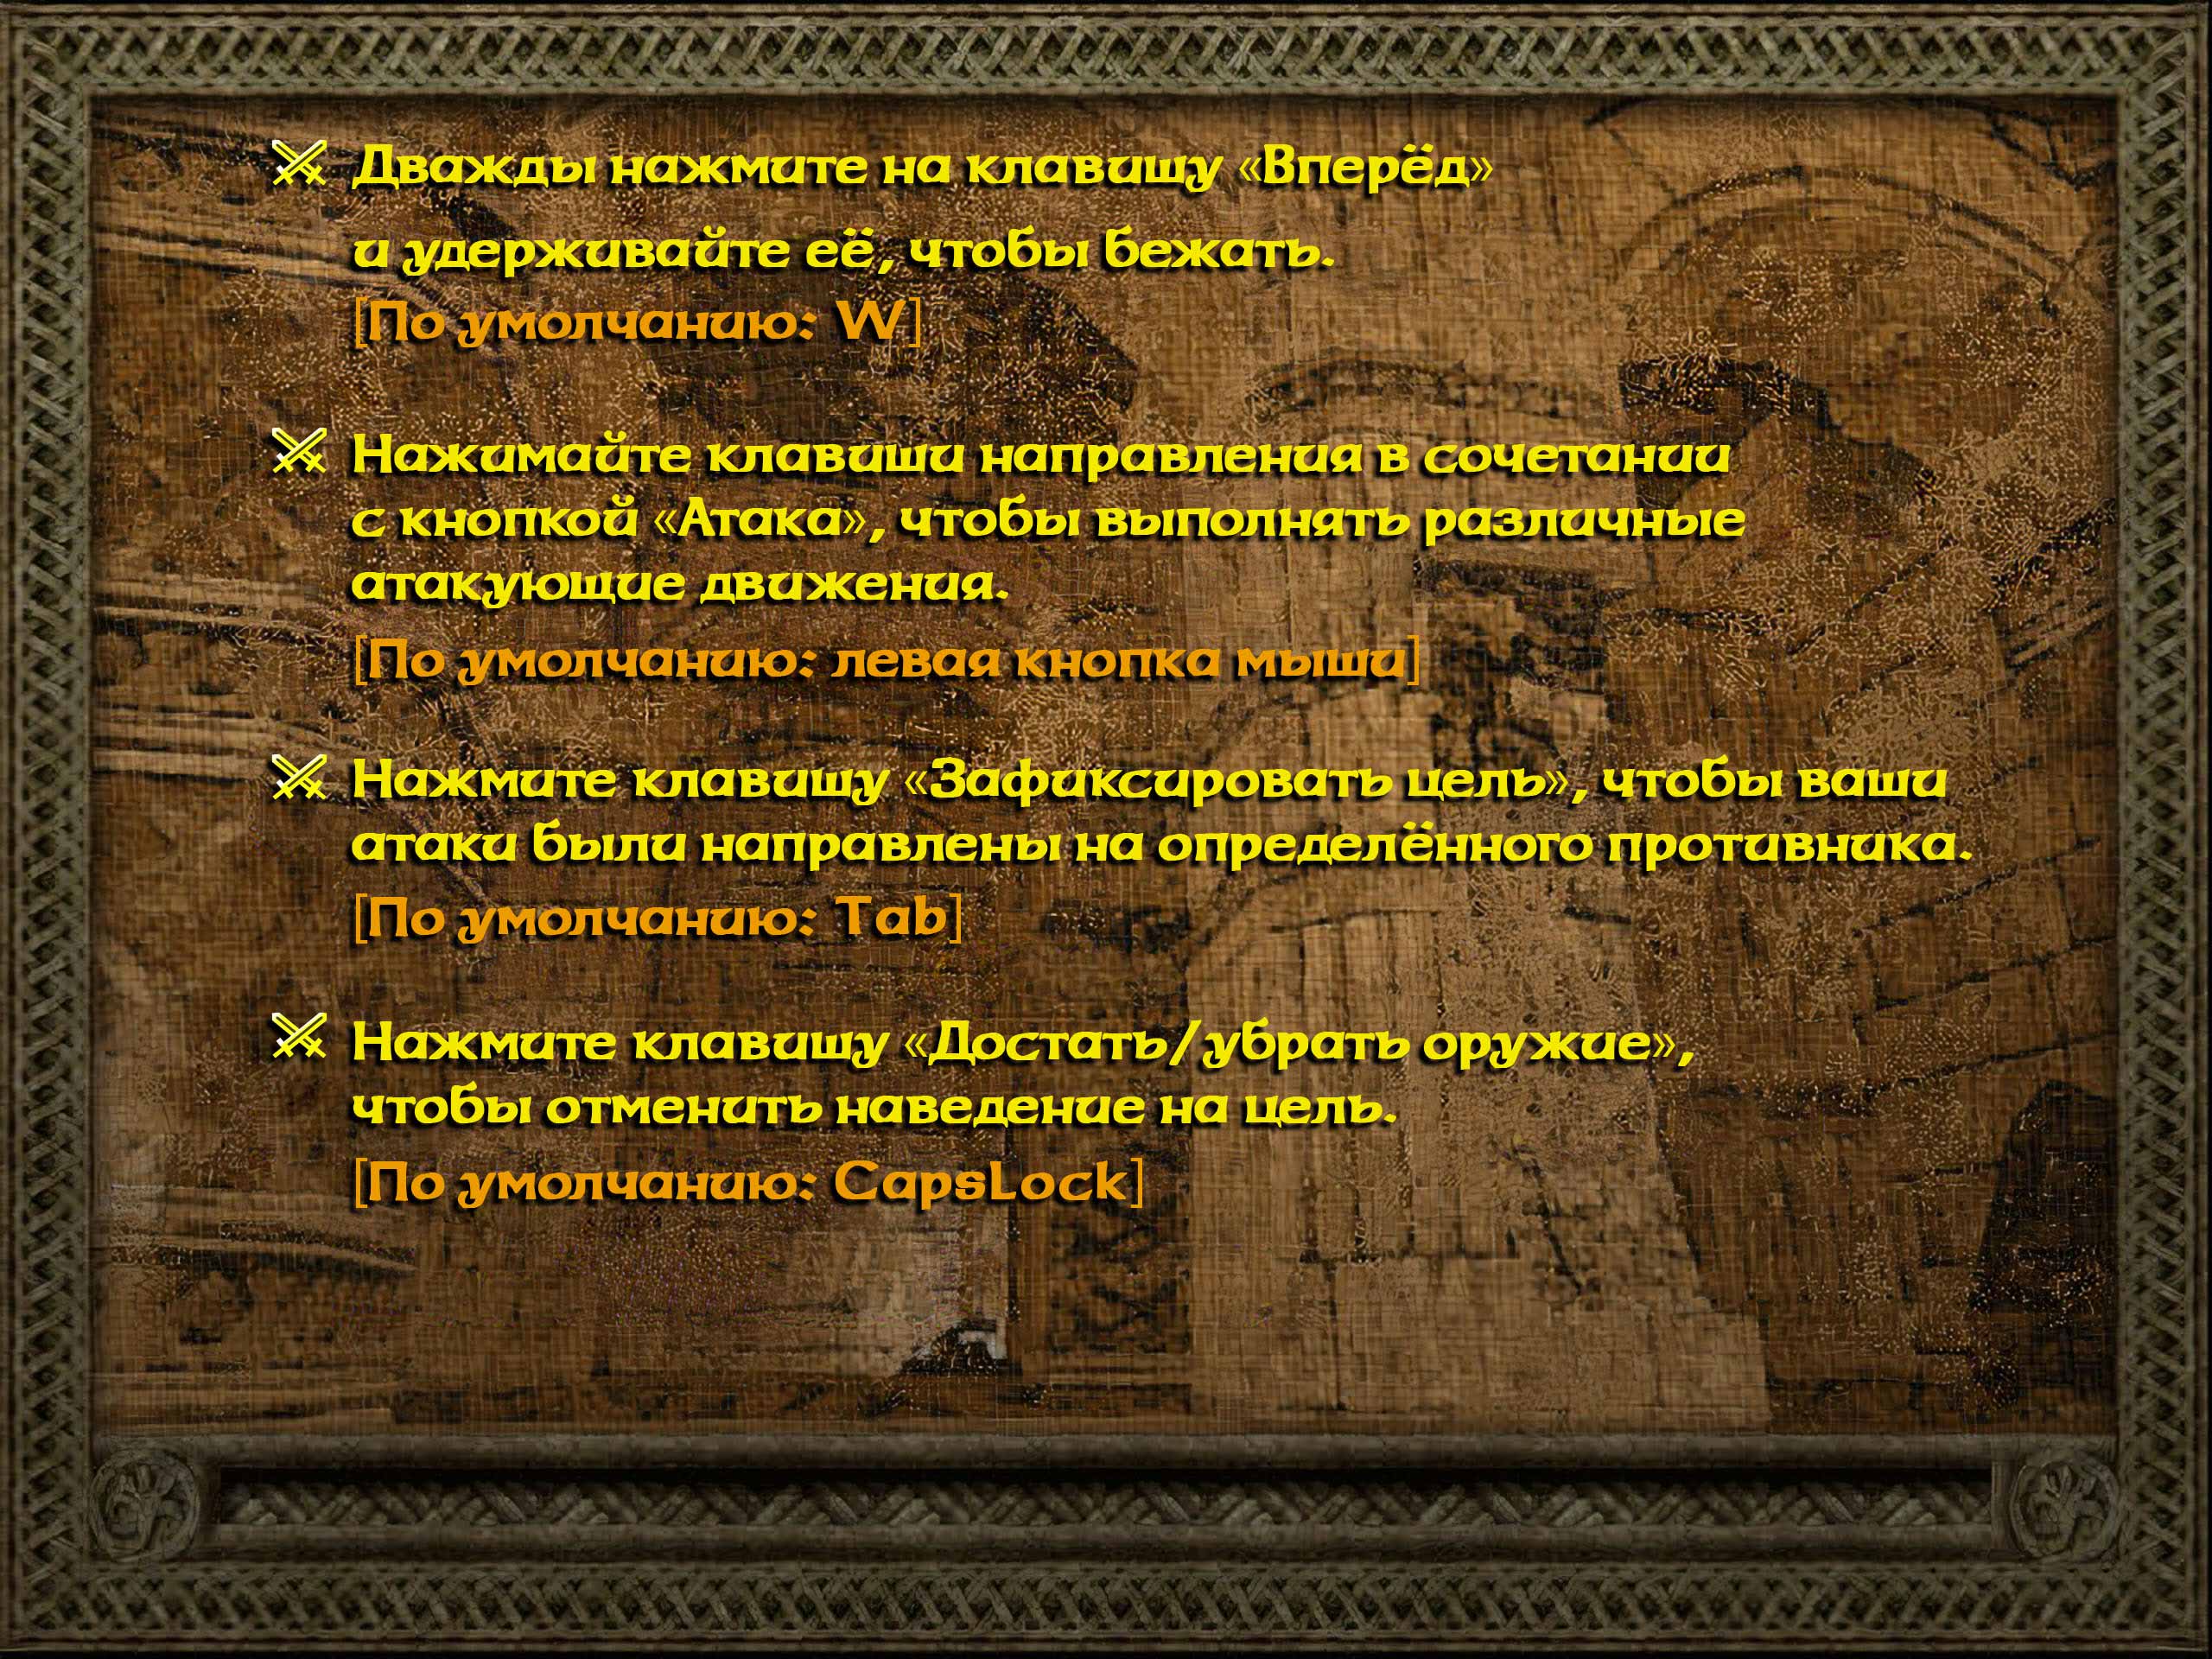 Дважды нажмите на клавишу «Вперёд»
и удерживайте её, чтобы бежать.
[По умолчанию: W]
Нажимайте клавиши направления в сочетании
с кнопкой «Атака», чтобы выполнять различные
атакующие движения.
[По умолчанию: левая кнопка мыши]
Нажмите клавишу «Зафиксировать цель», чтобы ваши
атаки были направлены на определённого противника.
[По умолчанию: Tab]
Нажмите клавишу «Достать/убрать оружие»,
чтобы отменить наведение на цель.
[По умолчанию: CapsLock]